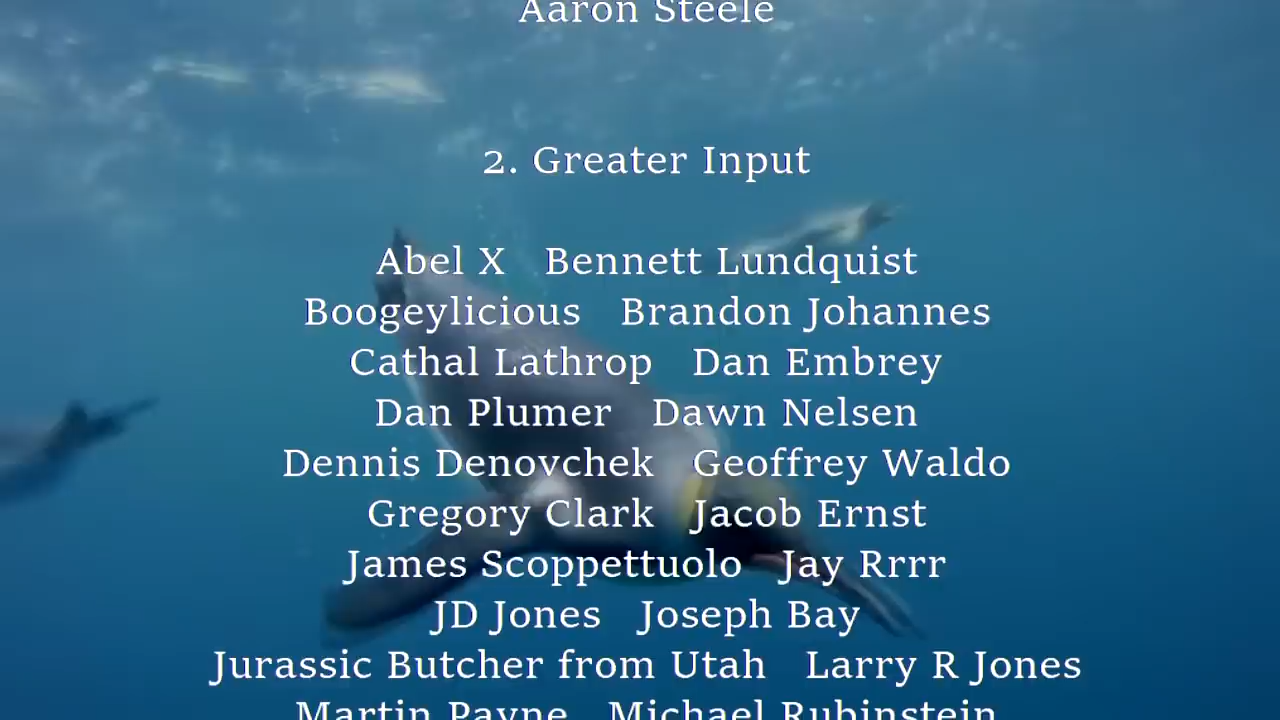 Aaron Steele
2. Greater Input
Abel X Bennett Lundquist
Boogeylicious Brandon Johannes
Cathal Lathrop Dan Embrey
Dan Plumer Dawn Nelsen
Dennis Denovchek Geoffrey Waldo
Gregory Clark Jacob Ernst
James Scoppettuolo Jay Rrrr
JD Jones Joseph Bay
Jurassic Butcher from Utah Larry R Jones
Martin Payne Michael Rubinstein